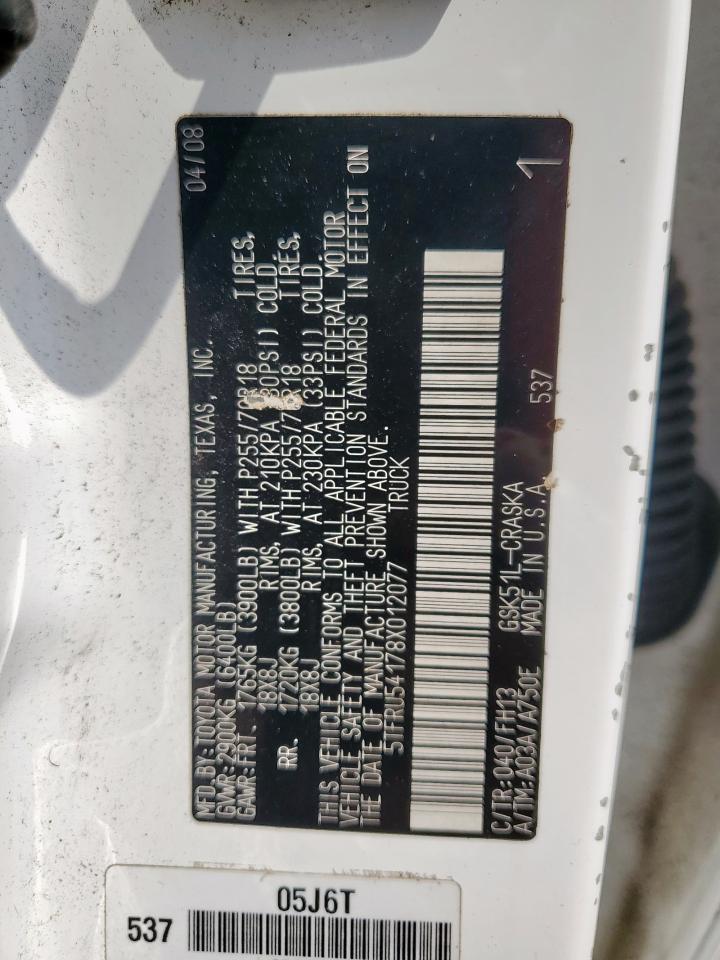 MFD.BY: TOYOTA MOTOR MANUFACTURING, TEXAS, INC. 04/08
GVWR:2900KG (6400LB)
GAWR:FRT. 1765KG (3900LB) WITH P255/70R18 TIRES,
18X8J RIMS, AT 210KPA (30PSI) COLD.
RR. 1720KG (3800LB) WITH P255/70R18 TIRES,
18X8J RIMS, AT 230KPA (33PSI) COLD.
THIS VEHICLE CONFORMS TO ALL APPLICABLE FEDERAL MOTOR
VEHICLE SAFETY AND THEFT PREVENTION STANDARDS IN EFFECT ON
THE DATE OF MANUFACTURE SHOWN ABOVE.
5TFRU54178X012077 TRUCK
C/TR:040/FH13 GSK51L-CRASKA 537 1
A/TM:A03A/A750E MADE IN U.S.A.
05J6T
537